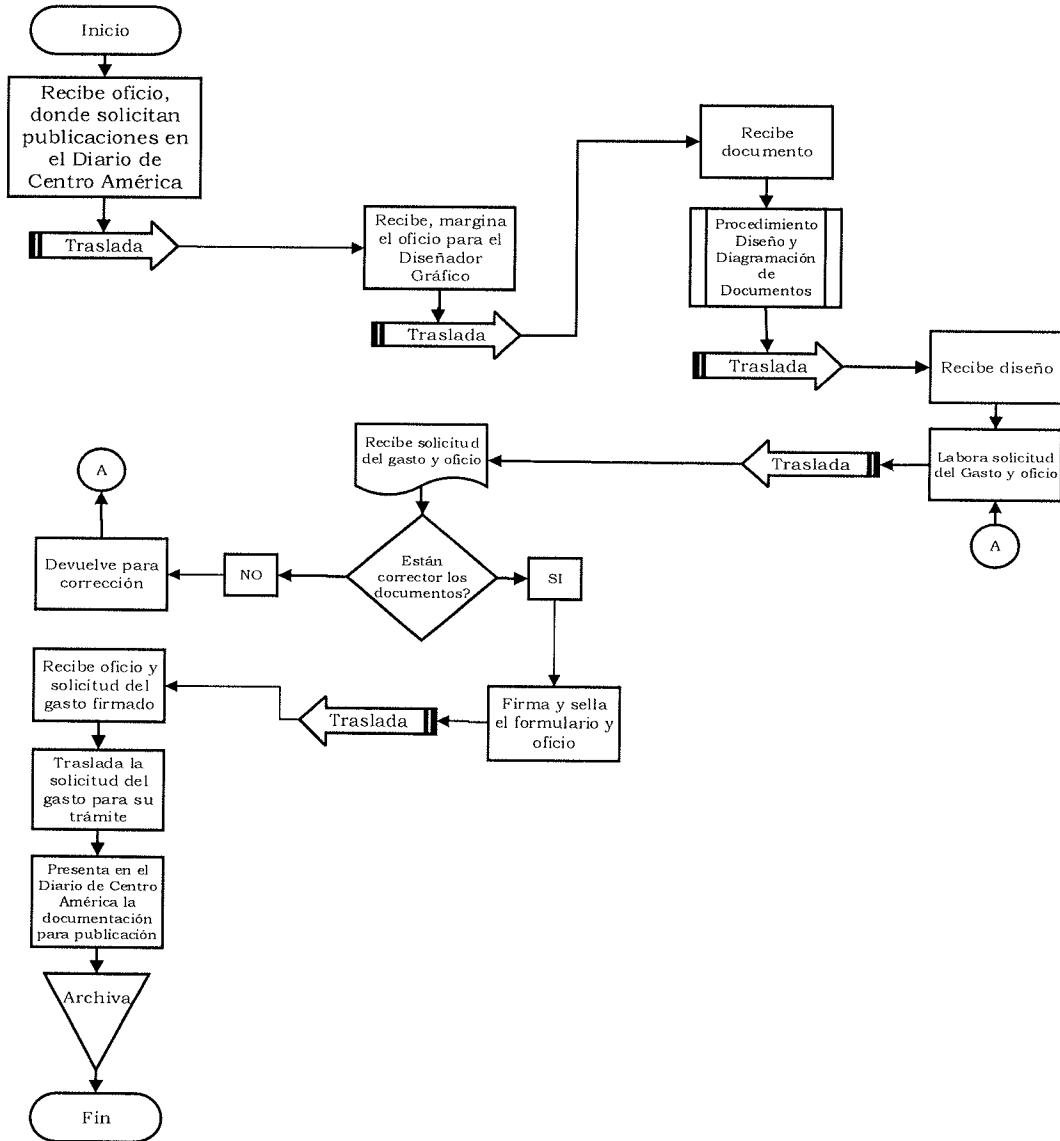 Inicio
Recibe oficio,
donde solicitan
publicaciones en
el Diario de
Centro América
Traslada
Recibe, margina
el oficio para el
Diseñador
Gráfico
Traslada
Recibe
documento
Procedimiento
Diseño y
Diagramación
de
Documentos
Traslada
Recibe diseño
Labora solicitud
del Gasto y oficio
A
Traslada
Recibe solicitud
del gasto y oficio
Están
corrector los
documentos?
NO
SI
Devuelve para
corrección
A
Firma y sella
el formulario y
oficio
Traslada
Recibe oficio y
solicitud del
gasto firmado
Traslada la
solicitud del
gasto para su
trámite
Presenta en el
Diario de Centro
América la
documentación
para publicación
Archiva
Fin